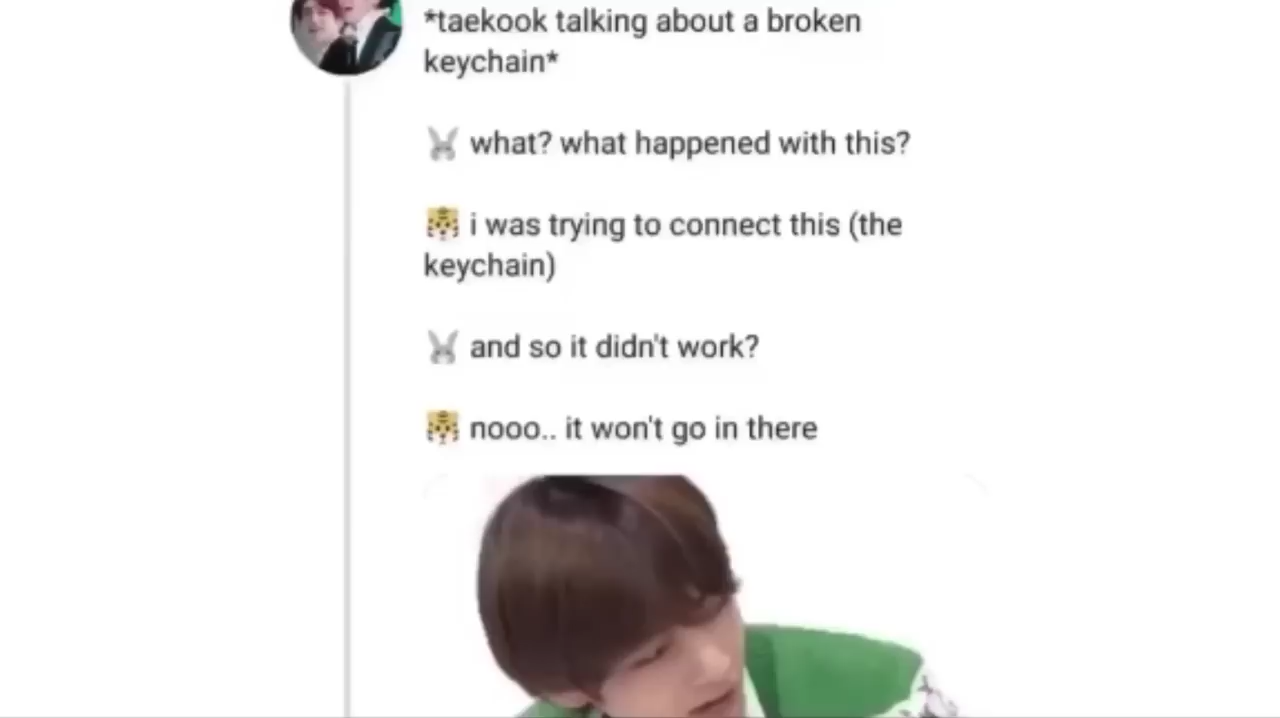 *taekook talking about a broken
keychain*
🐰 what? what happened with this?
🐯 i was trying to connect this (the
keychain)
🐰 and so it didn't work?
🐯 nooo.. it won't go in there